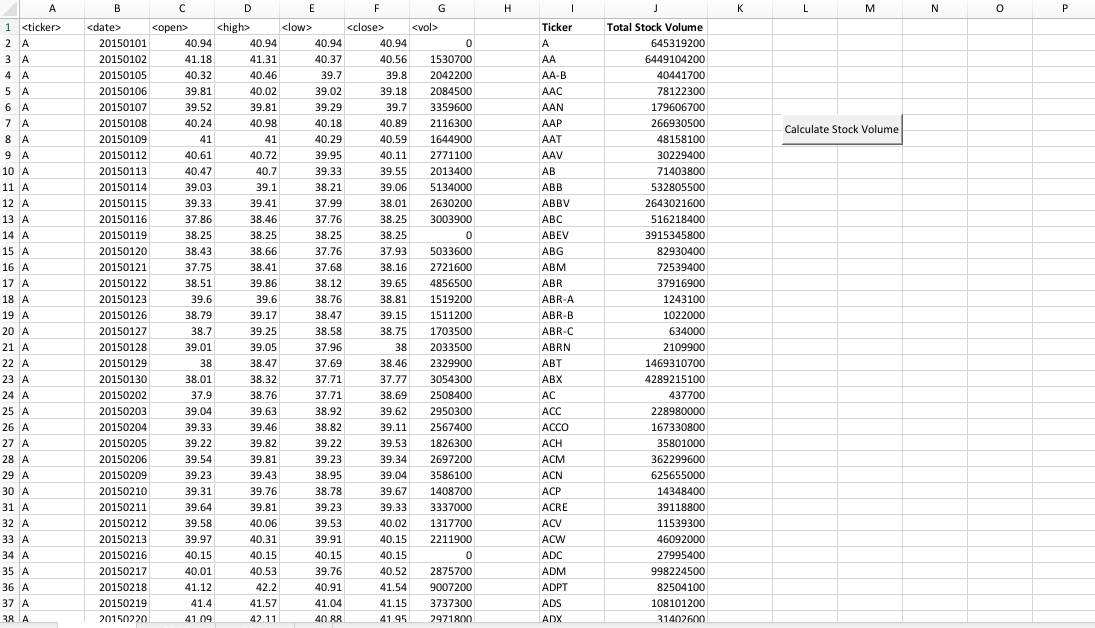 A B C D E F G H I J K L M N O P
1 <ticker> <date> <open> <high> <low> <close> <vol> Ticker Total Stock Volume
2 A 20150101 40.94 40.94 40.94 40.94 0 A 645319200
3 A 20150102 41.18 41.31 40.37 40.56 1530700 AA 6449104200
4 A 20150105 40.32 40.46 39.7 39.8 2042200 AA-B 40441700
5 A 20150106 39.81 40.02 39.02 39.18 2084500 AAC 78122300
6 A 20150107 39.52 39.81 39.29 39.7 3359600 AAN 179606700
7 A 20150108 40.24 40.98 40.18 40.89 2116300 AAP 266930500
Calculate Stock Volume
8 A 20150109 41 41 40.29 40.59 1644900 AAT 48158100
9 A 20150112 40.61 40.72 39.95 40.11 2771100 AAV 30229400
10 A 20150113 40.47 40.7 39.33 39.55 2013400 AB 71403800
11 A 20150114 39.03 39.1 38.21 39.06 5134000 ABB 532805500
12 A 20150115 39.33 39.41 37.99 38.01 2630200 ABBV 2643021600
13 A 20150116 37.86 38.46 37.76 38.25 3003900 ABC 516218400
14 A 20150119 38.25 38.25 38.25 38.25 0 ABEV 3915345800
15 A 20150120 38.43 38.66 37.76 37.93 5033600 ABG 82930400
16 A 20150121 37.75 38.41 37.68 38.16 2721600 ABM 72539400
17 A 20150122 38.51 39.86 38.12 39.65 4856500 ABR 37916900
18 A 20150123 39.6 39.6 38.76 38.81 1519200 ABR-A 1243100
19 A 20150126 38.79 39.17 38.47 39.15 1511200 ABR-B 1022000
20 A 20150127 38.7 39.25 38.58 38.75 1703500 ABR-C 634000
21 A 20150128 39.01 39.05 37.96 38 2033500 ABRN 2109900
22 A 20150129 38 38.47 37.69 38.46 2329900 ABT 1469310700
23 A 20150130 38.01 38.32 37.71 37.77 3054300 ABX 4289215100
24 A 20150202 37.9 38.76 37.71 38.69 2508400 AC 437700
25 A 20150203 39.04 39.63 38.92 39.62 2950300 ACC 228980000
26 A 20150204 39.33 39.46 38.82 39.11 2567400 ACCO 167330800
27 A 20150205 39.22 39.82 39.22 39.53 1826300 ACH 35801000
28 A 20150206 39.54 39.81 39.23 39.34 2697200 ACM 362299600
29 A 20150209 39.23 39.43 38.95 39.04 3586100 ACN 625655000
30 A 20150210 39.31 39.76 38.78 39.67 1408700 ACP 14348400
31 A 20150211 39.64 39.81 39.23 39.33 3337000 ACRE 39118800
32 A 20150212 39.58 40.06 39.53 40.02 1317700 ACV 11539300
33 A 20150213 39.97 40.31 39.91 40.15 2211900 ACW 46092000
34 A 20150216 40.15 40.15 40.15 40.15 0 ADC 27995400
35 A 20150217 40.01 40.53 39.76 40.52 2875700 ADM 998224500
36 A 20150218 41.12 42.2 40.91 41.54 9007200 ADPT 82504100
37 A 20150219 41.4 41.57 41.04 41.15 3737300 ADS 108101200
38 A 20150220 41.09 42.11 40.88 41.95 2971800 ADX 31402600